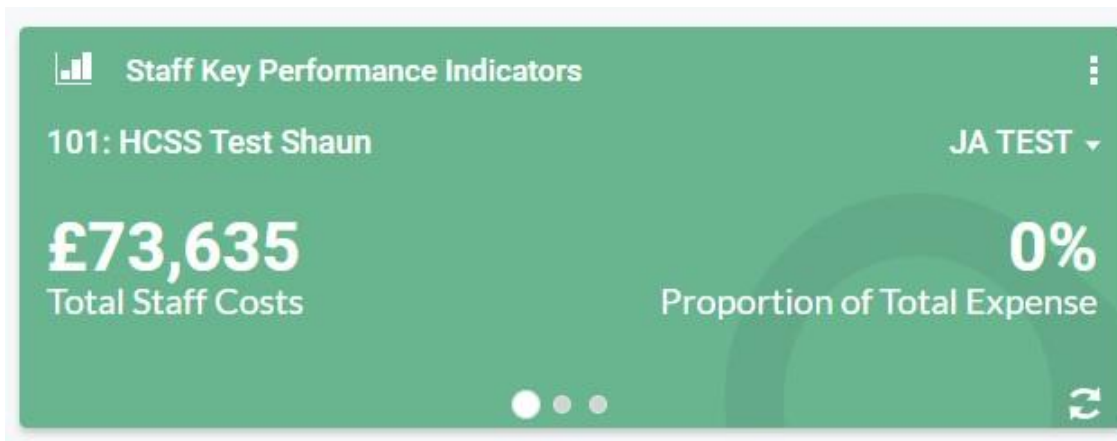 Staff Key Performance Indicators
101: HCSS Test Shaun JA TEST
£73,635 0%
Total Staff Costs Proportion of Total Expense